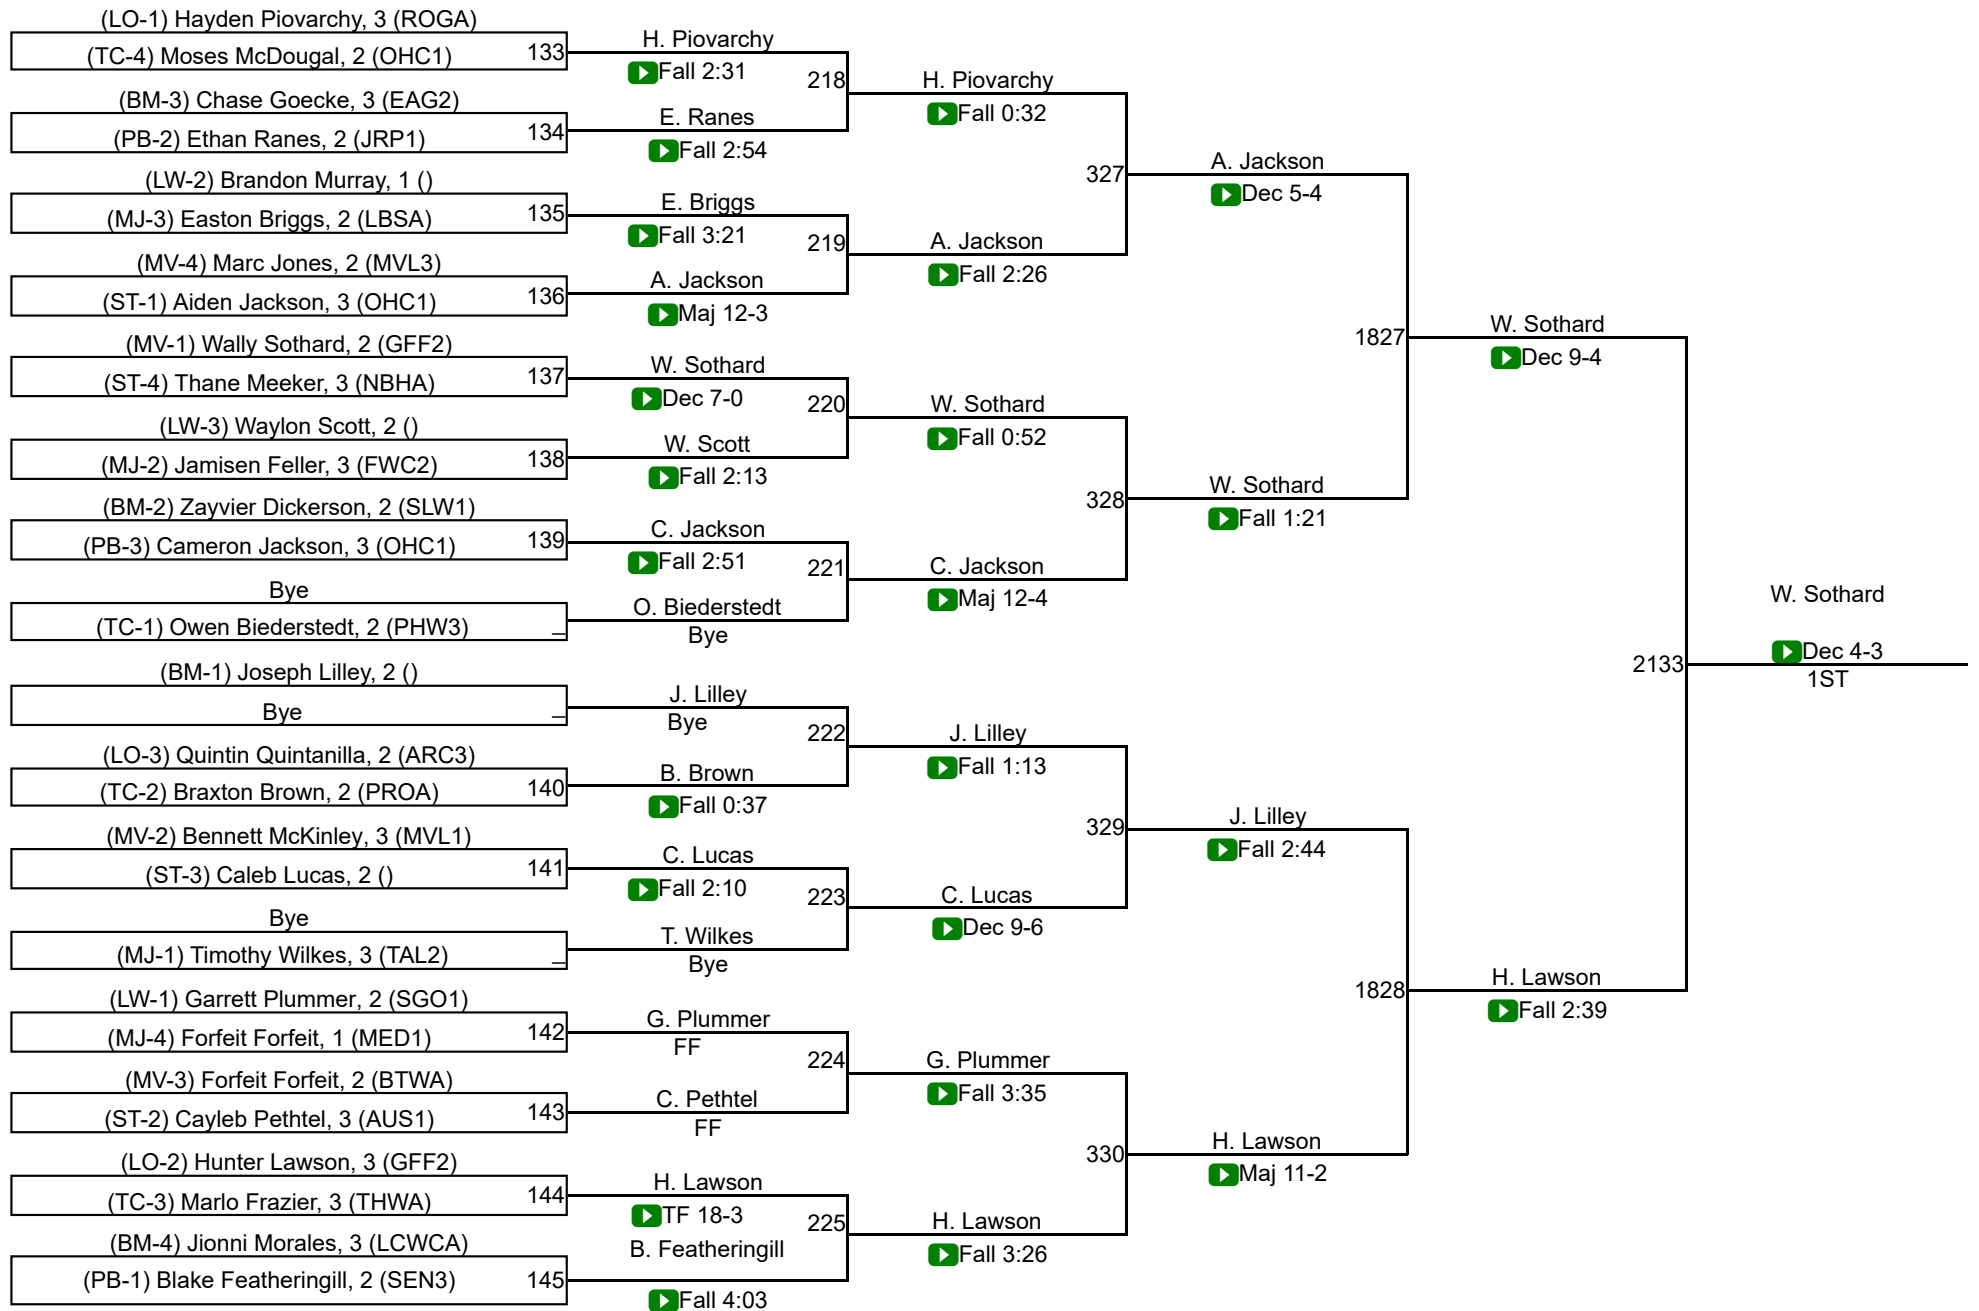 (LO-1) Hayden Piovarchy, 3 (ROGA)
(TC-4) Moses McDougal, 2 (OHC1)
133
(BM-3) Chase Goecke, 3 (EAG2)
(PB-2) Ethan Ranes, 2 (JRP1)
134
(LW-2) Brandon Murray, 1 ()
(MJ-3) Easton Briggs, 2 (LBSA)
135
(MV-4) Marc Jones, 2 (MVL3)
(ST-1) Aiden Jackson, 3 (OHC1)
136
(MV-1) Wally Sothard, 2 (GFF2)
(ST-4) Thane Meeker, 3 (NBHA)
137
(LW-3) Waylon Scott, 2 ()
(MJ-2) Jamisen Feller, 3 (FWC2)
138
(BM-2) Zayvier Dickerson, 2 (SLW1)
(PB-3) Cameron Jackson, 3 (OHC1)
139
Bye
(TC-1) Owen Biederstedt, 2 (PHW3)
_
(BM-1) Joseph Lilley, 2 ()
Bye
_
(LO-3) Quintin Quintanilla, 2 (ARC3)
(TC-2) Braxton Brown, 2 (PROA)
140
(MV-2) Bennett McKinley, 3 (MVL1)
(ST-3) Caleb Lucas, 2 ()
141
Bye
(MJ-1) Timothy Wilkes, 3 (TAL2)
_
(LW-1) Garrett Plummer, 2 (SGO1)
(MJ-4) Forfeit Forfeit, 1 (MED1)
142
(MV-3) Forfeit Forfeit, 2 (BTWA)
(ST-2) Cayleb Pethtel, 3 (AUS1)
143
(LO-2) Hunter Lawson, 3 (GFF2)
(TC-3) Marlo Frazier, 3 (THWA)
144
(BM-4) Jionni Morales, 3 (LCWCA)
(PB-1) Blake Featheringill, 2 (SEN3)
145
H. Piovarchy
Fall 2:31
218
E. Ranes
Fall 2:54
E. Briggs
Fall 3:21
219
A. Jackson
Maj 12-3
W. Sothard
Dec 7-0
220
W. Scott
Fall 2:13
C. Jackson
Fall 2:51
221
O. Biederstedt
Bye
J. Lilley
Bye
222
B. Brown
Fall 0:37
C. Lucas
Fall 2:10
223
T. Wilkes
Bye
G. Plummer
FF
224
C. Pethtel
FF
H. Lawson
TF 18-3
225
B. Featheringill
Fall 4:03
H. Piovarchy
Fall 0:32
327
A. Jackson
Fall 2:26
W. Sothard
Fall 0:52
328
C. Jackson
Maj 12-4
J. Lilley
Fall 1:13
329
C. Lucas
Dec 9-6
G. Plummer
Fall 3:35
330
H. Lawson
Fall 3:26
A. Jackson
Dec 5-4
1827
W. Sothard
Fall 1:21
J. Lilley
Fall 2:44
1828
H. Lawson
Maj 11-2
W. Sothard
Dec 9-4
2133
H. Lawson
Fall 2:39
W. Sothard
Dec 4-3
1ST